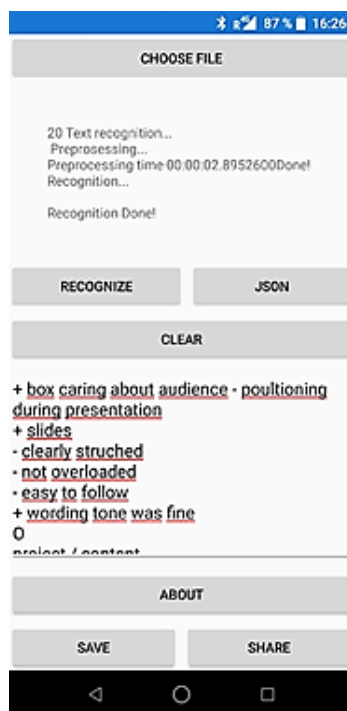 87 % 16:26
CHOOSE FILE
20 Text recognition...
Preprosessing...
Preprocessing time 00:00:02.8952600Done!
Recognition...
Recognition Done!
RECOGNIZE JSON
CLEAR
+ box caring about audience - poultioning
during presentation
+ slides
- clearly struched
- not overloaded
- easy to follow
+ wording tone was fine
O
project / content
ABOUT
SAVE SHARE